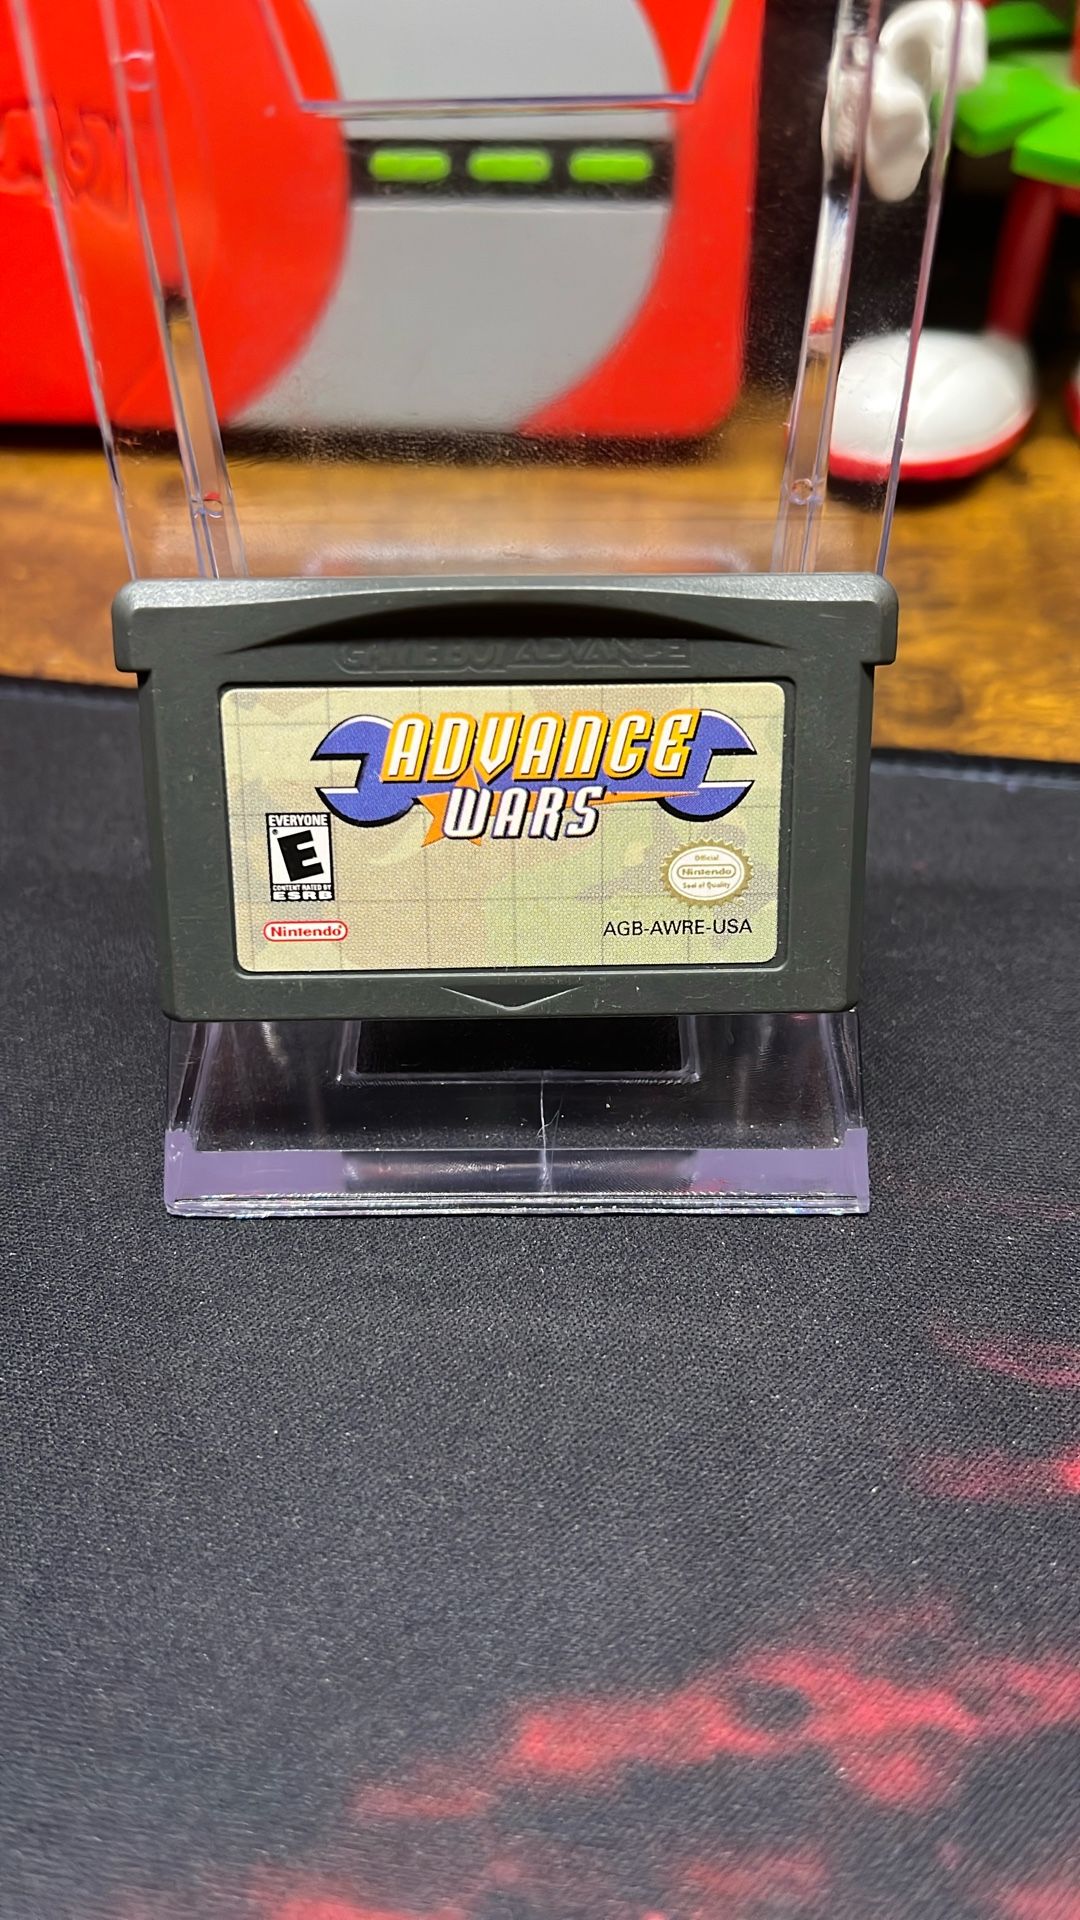 GAME BOY ADVANCE
ADVANCE
WARS
EVERYONE
E
CONTENT RATED BY
ESRB
Official
Nintendo
Seal of Quality
Nintendo®
AGB-AWRE-USA